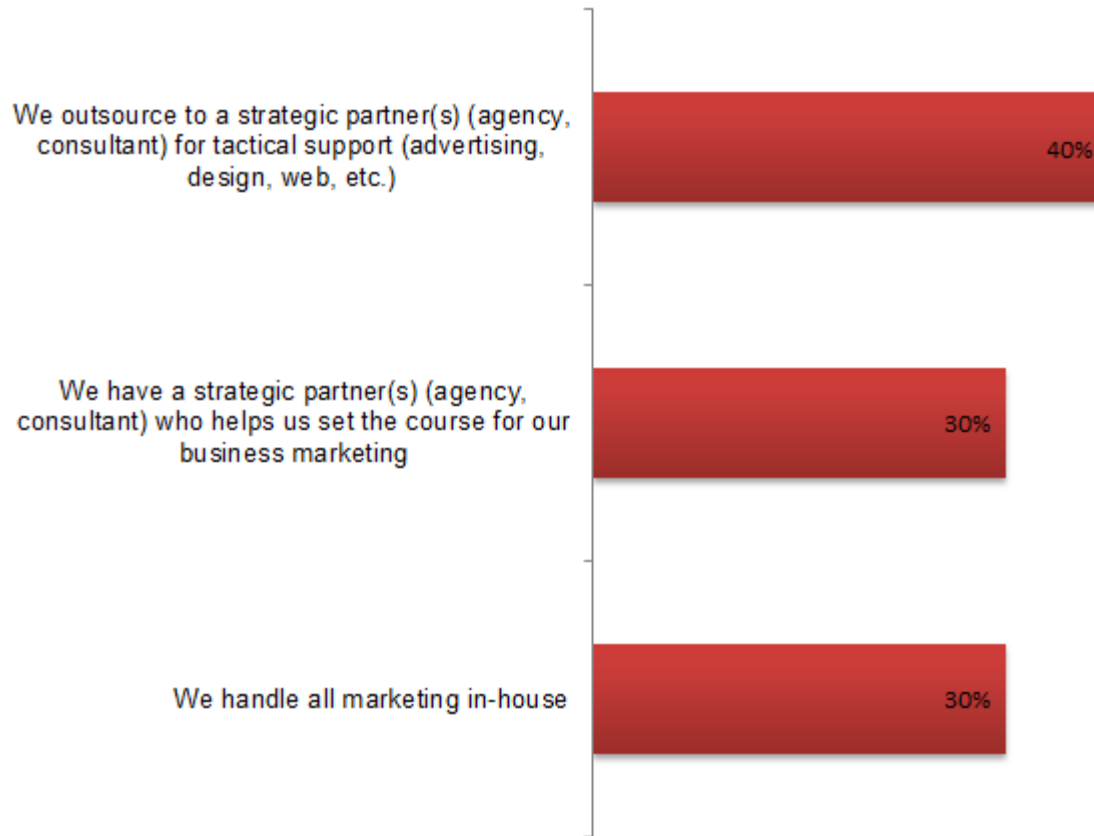 We outsource to a strategic partner(s) (agency,
consultant) for tactical support (advertising,
design, web, etc.)
40%
We have a strategic partner(s) (agency,
consultant) who helps us set the course for our
business marketing
30%
We handle all marketing in-house
30%